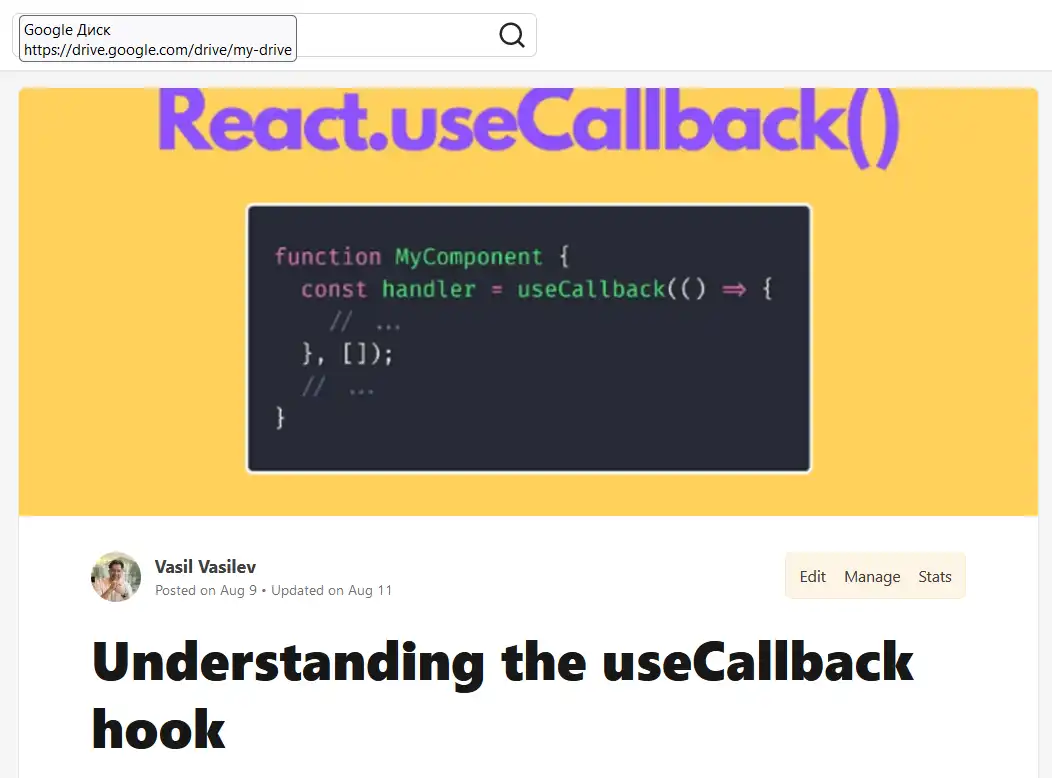 Google Диск
https://drive.google.com/drive/my-drive
React.useCallback()
function MyComponent {
const handler = useCallback(() => {
// ...
}, []);
// ...
}
Vasil Vasilev
Posted on Aug 9 • Updated on Aug 11
Edit Manage Stats
Understanding the useCallback
hook